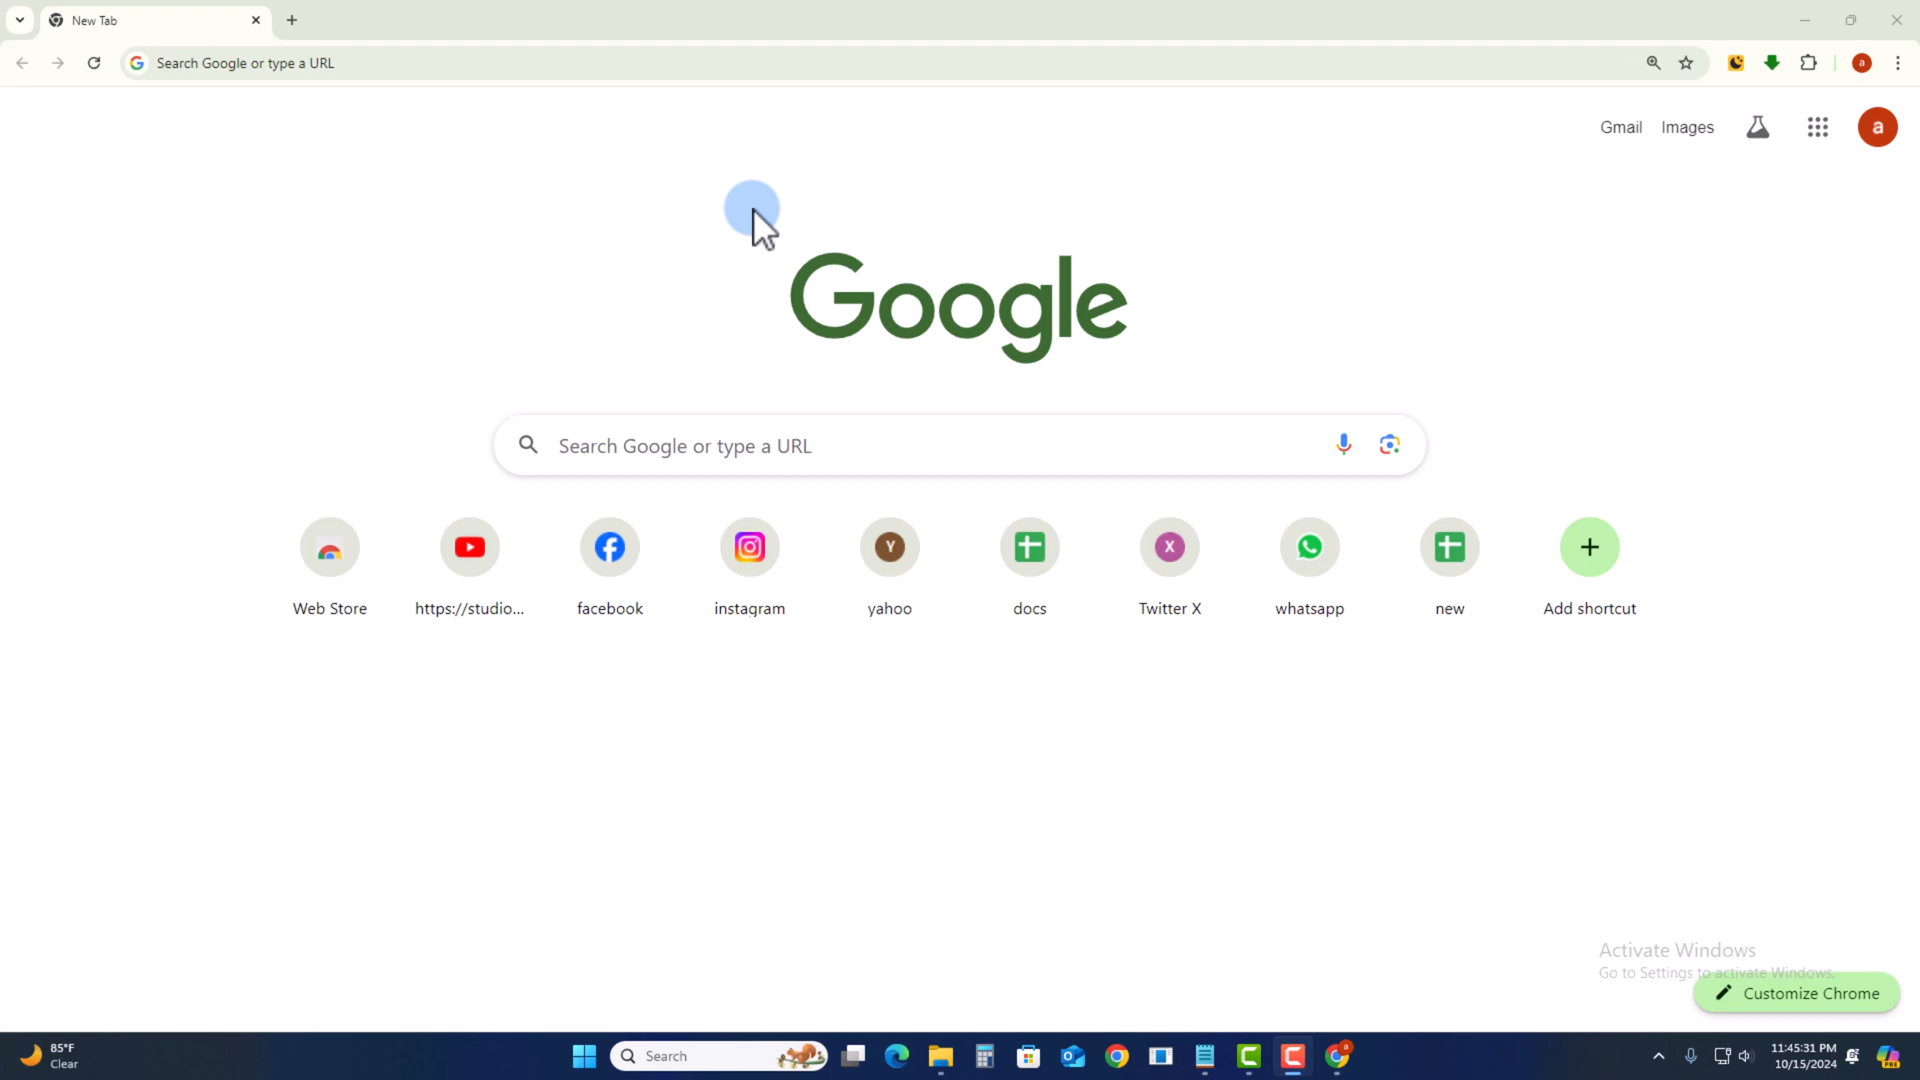 New Tab
Search Google or type a URL
a
Gmail Images
a
Google
Search Google or type a URL
Y
X
Web Store https://studio... facebook instagram yahoo docs Twitter X whatsapp new Add shortcut
Activate Windows
Go to Settings to activate Windows.
Customize Chrome
85°F
Clear
Search
a
11:45:31 PM
10/15/2024
PRE